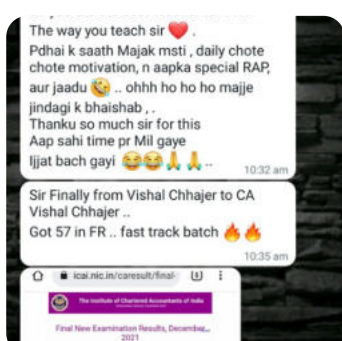 The way you teach sir ❤️ .
Pdhai k saath Majak msti , daily chote
chote motivation, n aapka special RAP,
aur jaadu 🤣 .. ohhh ho ho ho majje
jindagi k bhaishab , .
Thanku so much sir for this
Aap sahi time pr Mil gaye
Ijjat bach gayi 😂😂🙏🙏..
10:32 am
Sir Finally from Vishal Chhajer to CA
Vishal Chhajer ..
Got 57 in FR .. fast track batch 🔥🔥
10:35 am
icai.nic.in/caresult/final-
The Institute of Chartered Accountants of India
Final New Examination Results, December,
2021